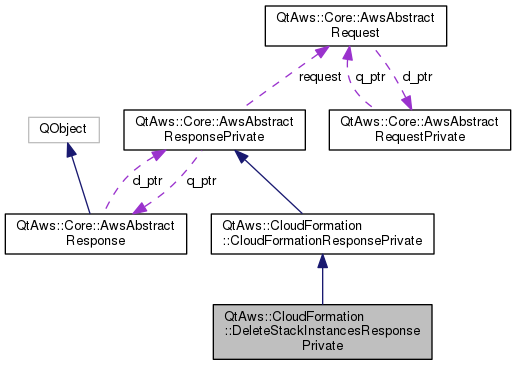 QtAws::Core::AwsAbstract
Request
request
q_ptr
d_ptr
QObject
QtAws::Core::AwsAbstract
ResponsePrivate
QtAws::Core::AwsAbstract
RequestPrivate
d_ptr
q_ptr
QtAws::Core::AwsAbstract
Response
QtAws::CloudFormation
::CloudFormationResponsePrivate
QtAws::CloudFormation
::DeleteStackInstancesResponse
Private